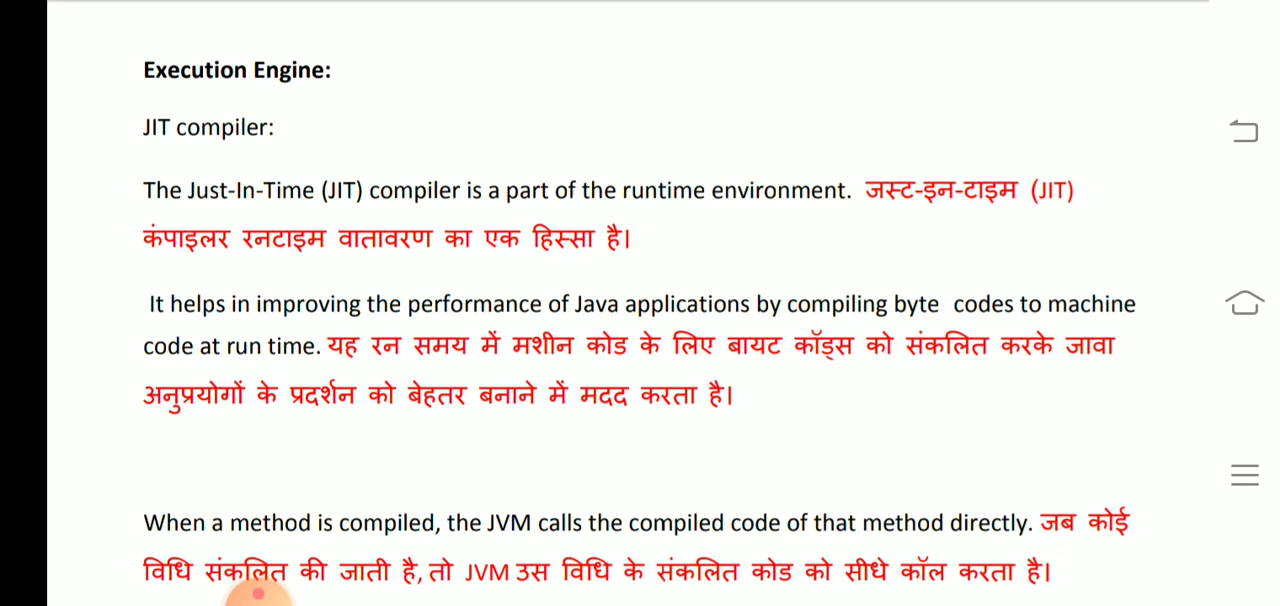 Execution Engine:
JIT compiler:
The Just-In-Time (JIT) compiler is a part of the runtime environment. जस्ट-इन-टाइम (JIT)
कंपाइलर रनटाइम वातावरण का एक हिस्सा है।
It helps in improving the performance of Java applications by compiling byte codes to machine
code at run time. यह रन समय में मशीन कोड के लिए बायट कॉड्स को संकलित करके जावा
अनुप्रयोगों के प्रदर्शन को बेहतर बनाने में मदद करता है।
When a method is compiled, the JVM calls the compiled code of that method directly. जब कोई
विधि संकलित की जाती है, तो JVM उस विधि के संकलित कोड को सीधे कॉल करता है।